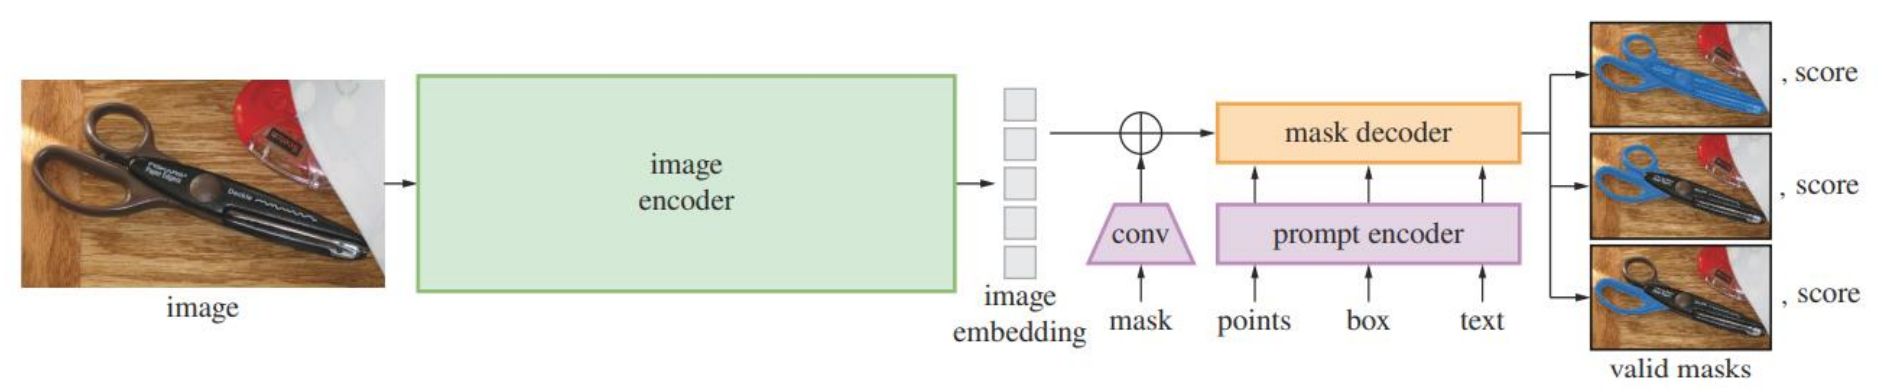 image
image
encoder
image
embedding
conv
mask
mask decoder
prompt encoder
points
box
text
, score
, score
, score
valid masks